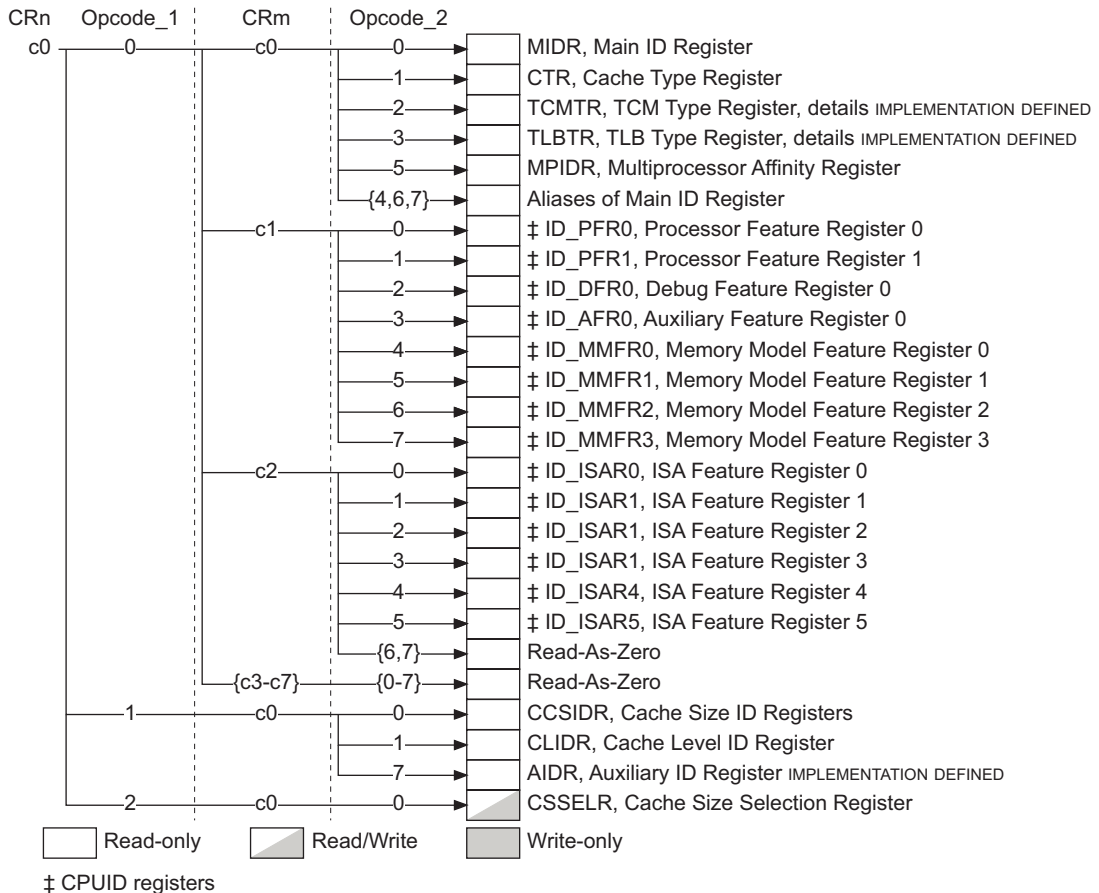 CRn Opcode_1 CRm Opcode_2
c0 0 c0 0 MIDR, Main ID Register
1 CTR, Cache Type Register
2 TCMTR, TCM Type Register, details IMPLEMENTATION DEFINED
3 TLBTR, TLB Type Register, details IMPLEMENTATION DEFINED
5 MPIDR, Multiprocessor Affinity Register
{4,6,7} Aliases of Main ID Register
c1 0 ‡ ID_PFR0, Processor Feature Register 0
1 ‡ ID_PFR1, Processor Feature Register 1
2 ‡ ID_DFR0, Debug Feature Register 0
3 ‡ ID_AFR0, Auxiliary Feature Register 0
4 ‡ ID_MMFR0, Memory Model Feature Register 0
5 ‡ ID_MMFR1, Memory Model Feature Register 1
6 ‡ ID_MMFR2, Memory Model Feature Register 2
7 ‡ ID_MMFR3, Memory Model Feature Register 3
c2 0 ‡ ID_ISAR0, ISA Feature Register 0
1 ‡ ID_ISAR1, ISA Feature Register 1
2 ‡ ID_ISAR1, ISA Feature Register 2
3 ‡ ID_ISAR1, ISA Feature Register 3
4 ‡ ID_ISAR4, ISA Feature Register 4
5 ‡ ID_ISAR5, ISA Feature Register 5
{6,7} Read-As-Zero
{c3-c7} {0-7} Read-As-Zero
1 c0 0 CCSIDR, Cache Size ID Registers
1 CLIDR, Cache Level ID Register
7 AIDR, Auxiliary ID Register IMPLEMENTATION DEFINED
2 c0 0 CSSELR, Cache Size Selection Register
Read-only Read/Write Write-only
‡ CPUID registers